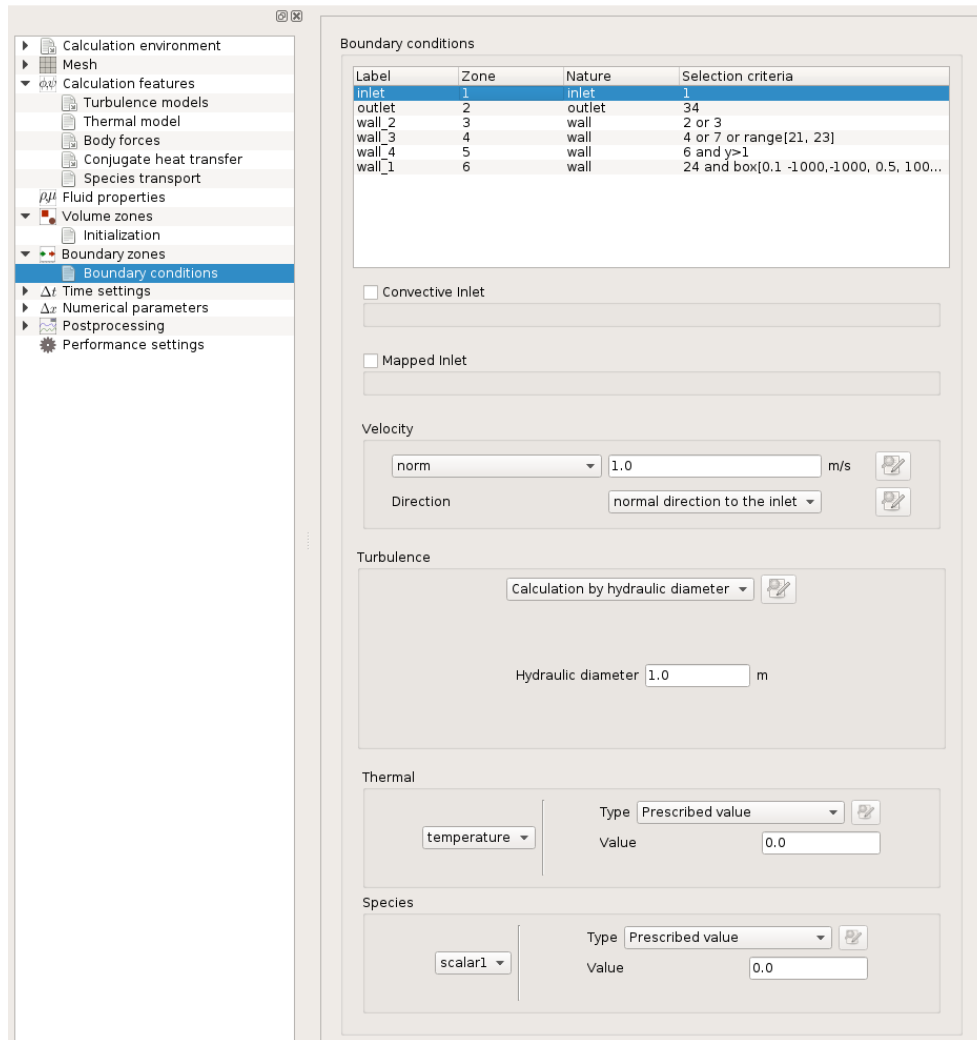 Calculation environment
Mesh
Calculation features
Turbulence models
Thermal model
Body forces
Conjugate heat transfer
Species transport
ρ,μ Fluid properties
Volume zones
Initialization
Boundary zones
Boundary conditions
Δt Time settings
Δx Numerical parameters
Postprocessing
Performance settings
Boundary conditions
Label Zone Nature Selection criteria
inlet 1 inlet 1
outlet 2 outlet 34
wall_2 3 wall 2 or 3
wall_3 4 wall 4 or 7 or range[21, 23]
wall_4 5 wall 6 and y>1
wall_1 6 wall 24 and box[0.1 -1000,-1000, 0.5, 100...
Convective Inlet
Mapped Inlet
Velocity
norm 1.0 m/s
Direction normal direction to the inlet
Turbulence
Calculation by hydraulic diameter
Hydraulic diameter 1.0 m
Thermal
Type Prescribed value
temperature
Value 0.0
Species
Type Prescribed value
scalar1
Value 0.0